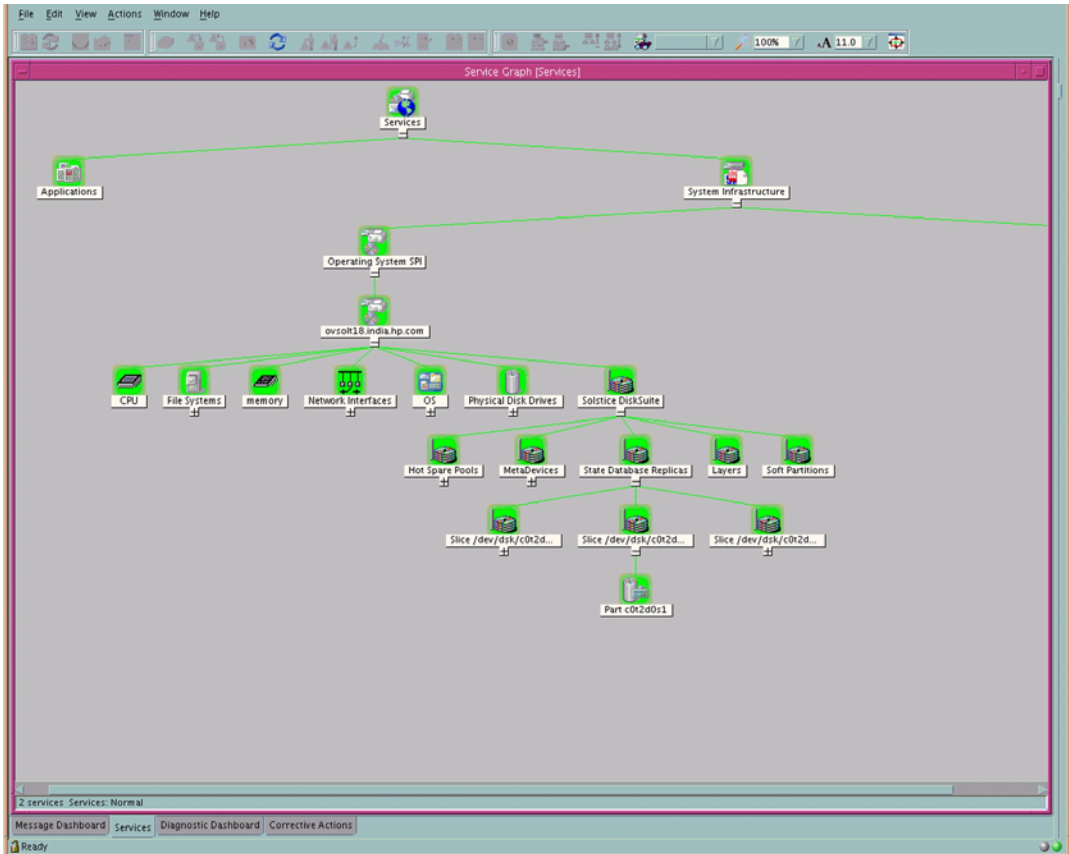 File Edit View Actions Window Help
100% 11.0
Service Graph [Services]
Services
Applications
System Infrastructure
Operating System SPI
ovsolt18.india.hp.com
CPU File Systems memory Network Interfaces OS Physical Disk Drives Solstice DiskSuite
Hot Spare Pools MetaDevices State Database Replicas Layers Soft Partitions
Slice /dev/dsk/c0t2d... Slice /dev/dsk/c0t2d... Slice /dev/dsk/c0t2d...
Part c0t2d0s1
2 services Services: Normal
Message Dashboard Services Diagnostic Dashboard Corrective Actions
Ready